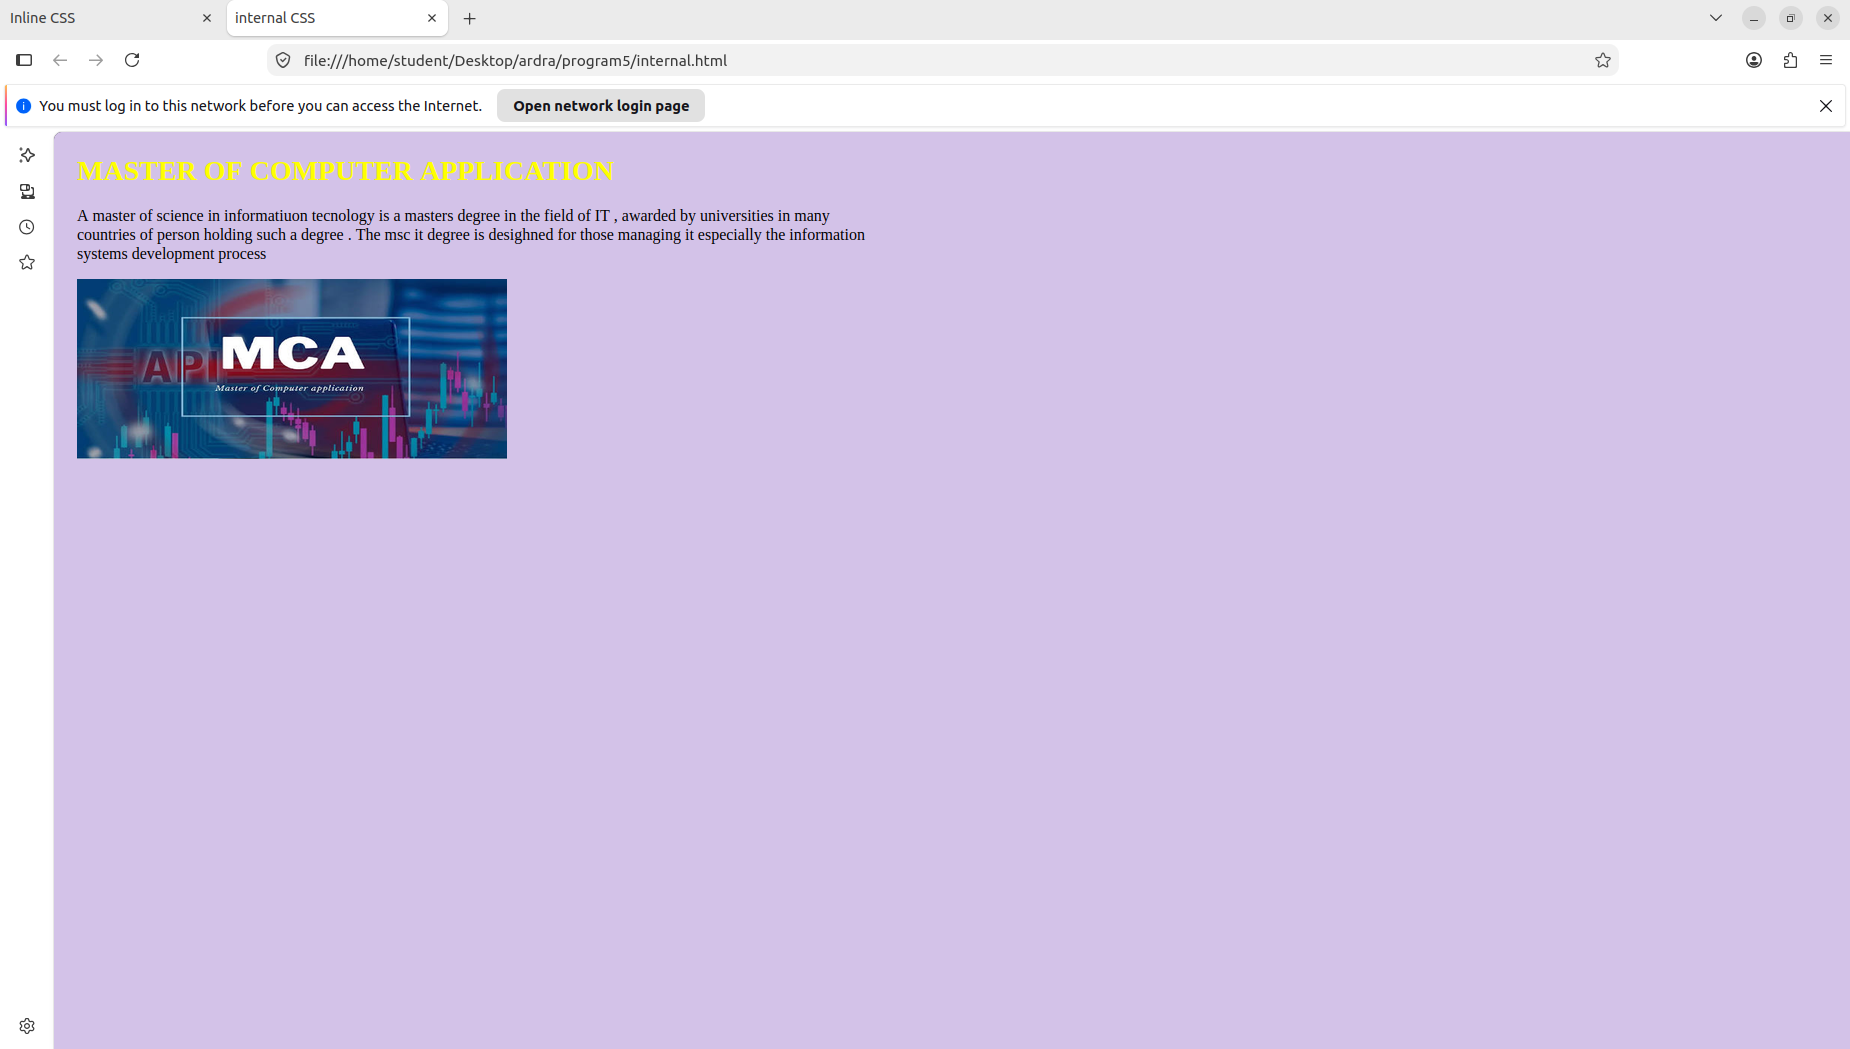 Inline CSS
internal CSS
file:///home/student/Desktop/ardra/program5/internal.html
You must log in to this network before you can access the Internet.
Open network login page
MASTER OF COMPUTER APPLICATION
A master of science in informatiuon tecnology is a masters degree in the field of IT , awarded by universities in many
countries of person holding such a degree . The msc it degree is desighned for those managing it especially the information
systems development process
API
MCA
Master of Computer application